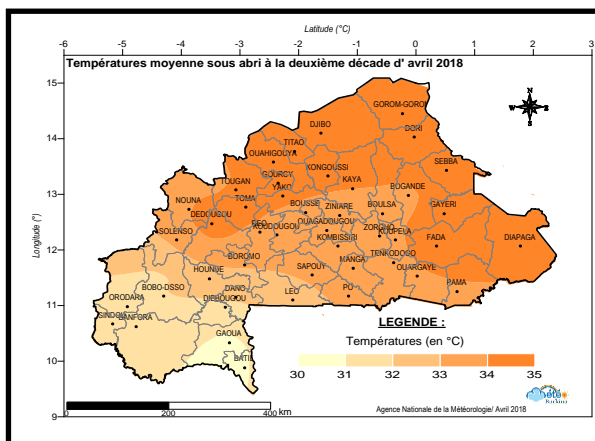 Latitude (°C)
-6 -5 -4 -3 -2 -1 0 1 2 3
Températures moyenne sous abri à la deuxième décade d' avril 2018
15
GOROM-GOROM
N
W E
S
DJIBO
DORI
14
TITAO
OUAHIGOUYA
KONGOUSSI
SEBBA
GOURCY
TOUGAN
YAKO
KAYA
13
NOUNA
TOMA
BOUSSE
ZINIARE
BOULSA
BOGANDE
GAYERI
DEDOUGOU
OUAGADOUGOU
SOLENSO
REO
KOUDOUGOU
KOMBISSIRI
ZORGHO
KOUPELA
FADA
DIAPAGA
Longitude (°)
12
BOROMO
TENKODOGO
HOUNDE
SAPOUY
MANGA
OUARGAYE
BOBO-DSSO
DANO
LEO
PO
PAMA
ORODARA
DIEBOUGOU
11
SINDOU
BANFORA
LEGENDE :
GAOUA
Températures (en °C)
BATIE
10
30 31 32 33 34 35
météo
Burkina
9
0 200 400 km
Agence Nationale de la Météorologie/ Avril 2018